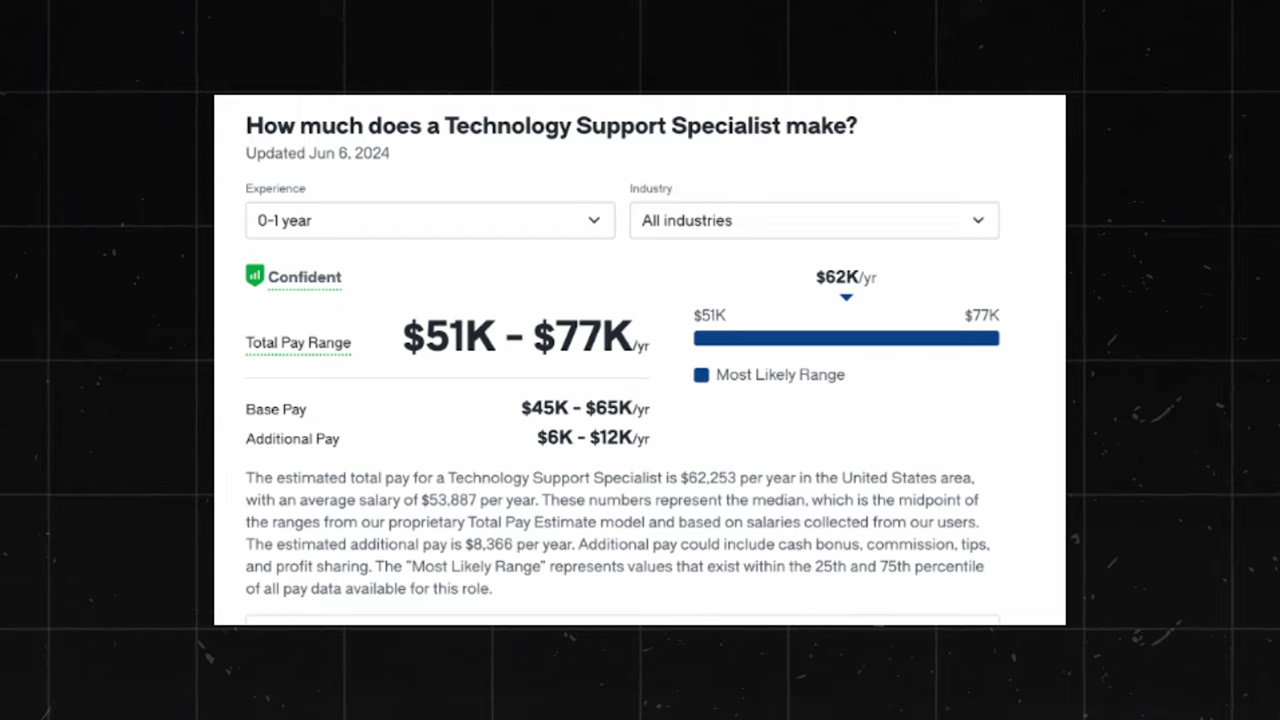 How much does a Technology Support Specialist make?
Updated Jun 6, 2024
Experience
Industry
0-1 year
All industries
Confident
$62K/yr
$51K
$77K
Total Pay Range
$51K - $77K/yr
Most Likely Range
Base Pay
$45K - $65K/yr
Additional Pay
$6K - $12K/yr
The estimated total pay for a Technology Support Specialist is $62,253 per year in the United States area,
with an average salary of $53,887 per year. These numbers represent the median, which is the midpoint of
the ranges from our proprietary Total Pay Estimate model and based on salaries collected from our users.
The estimated additional pay is $8,366 per year. Additional pay could include cash bonus, commission, tips,
and profit sharing. The "Most Likely Range" represents values that exist within the 25th and 75th percentile
of all pay data available for this role.